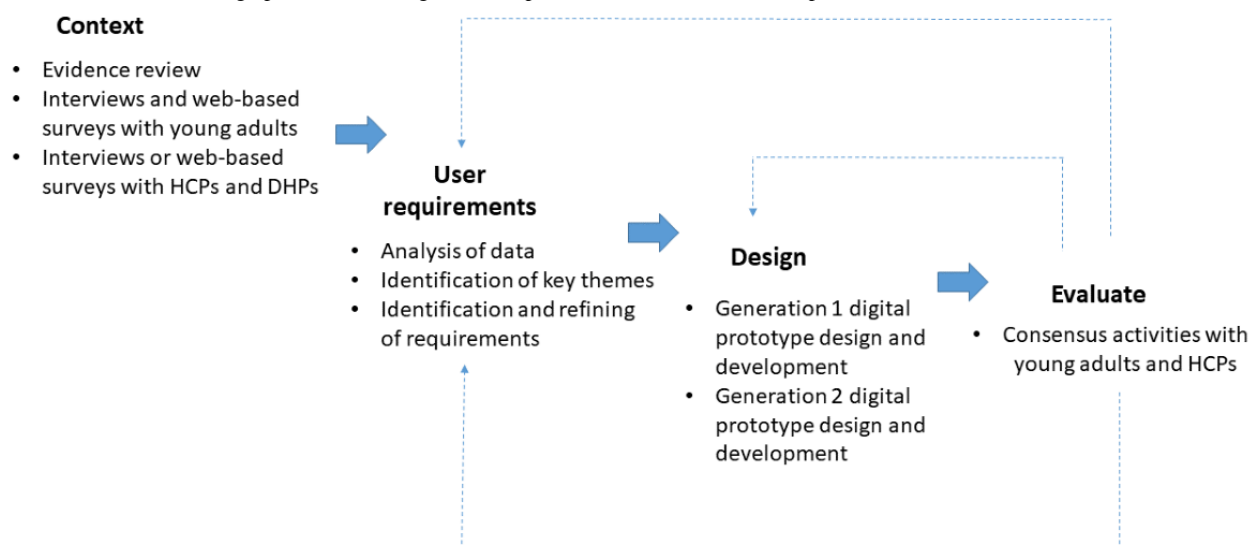 Context
• Evidence review
• Interviews and web-based
surveys with young adults
• Interviews or web-based
surveys with HCPs and DHPs
User
requirements
• Analysis of data
• Identification of key themes
• Identification and refining
of requirements
Design
• Generation 1 digital
prototype design and
development
• Generation 2 digital
prototype design and
development
Evaluate
• Consensus activities with
young adults and HCPs